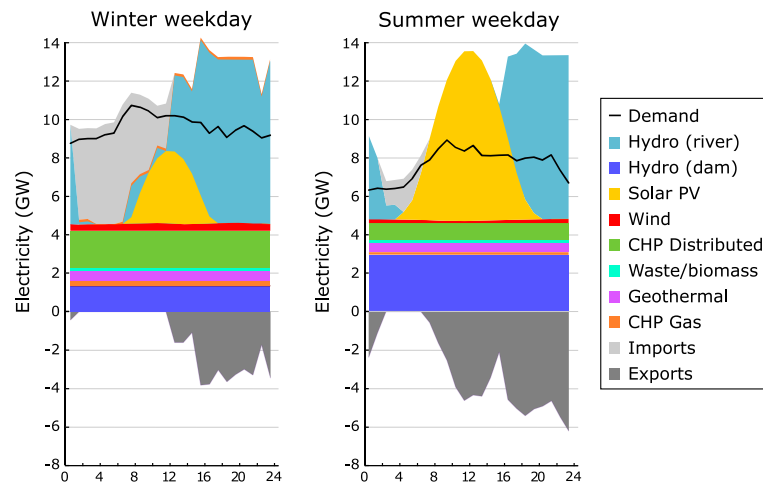 Winter weekday
Summer weekday
Electricity (GW)
14
12
10
8
6
4
2
0
-2
-4
-6
-8
0 4 8 12 16 20 24
Electricity (GW)
14
12
10
8
6
4
2
0
-2
-4
-6
-8
0 4 8 12 16 20 24
Demand
Hydro (river)
Hydro (dam)
Solar PV
Wind
CHP Distributed
Waste/biomass
Geothermal
CHP Gas
Imports
Exports